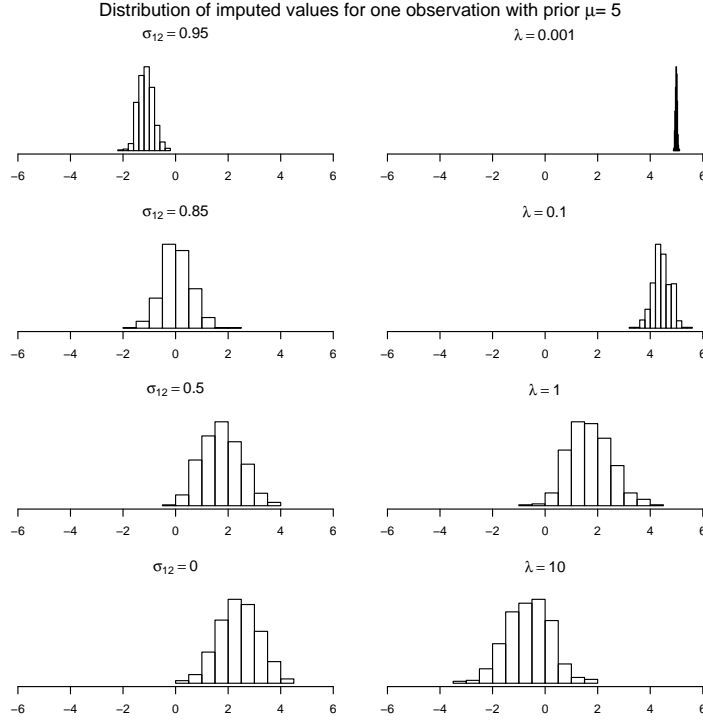 Distribution of imputed values for one observation with prior μ= 5
σ₁₂ = 0.95
λ = 0.001
−6 −4 −2 0 2 4 6
−6 −4 −2 0 2 4 6
σ₁₂ = 0.85
λ = 0.1
−6 −4 −2 0 2 4 6
−6 −4 −2 0 2 4 6
σ₁₂ = 0.5
λ = 1
−6 −4 −2 0 2 4 6
−6 −4 −2 0 2 4 6
σ₁₂ = 0
λ = 10
−6 −4 −2 0 2 4 6
−6 −4 −2 0 2 4 6